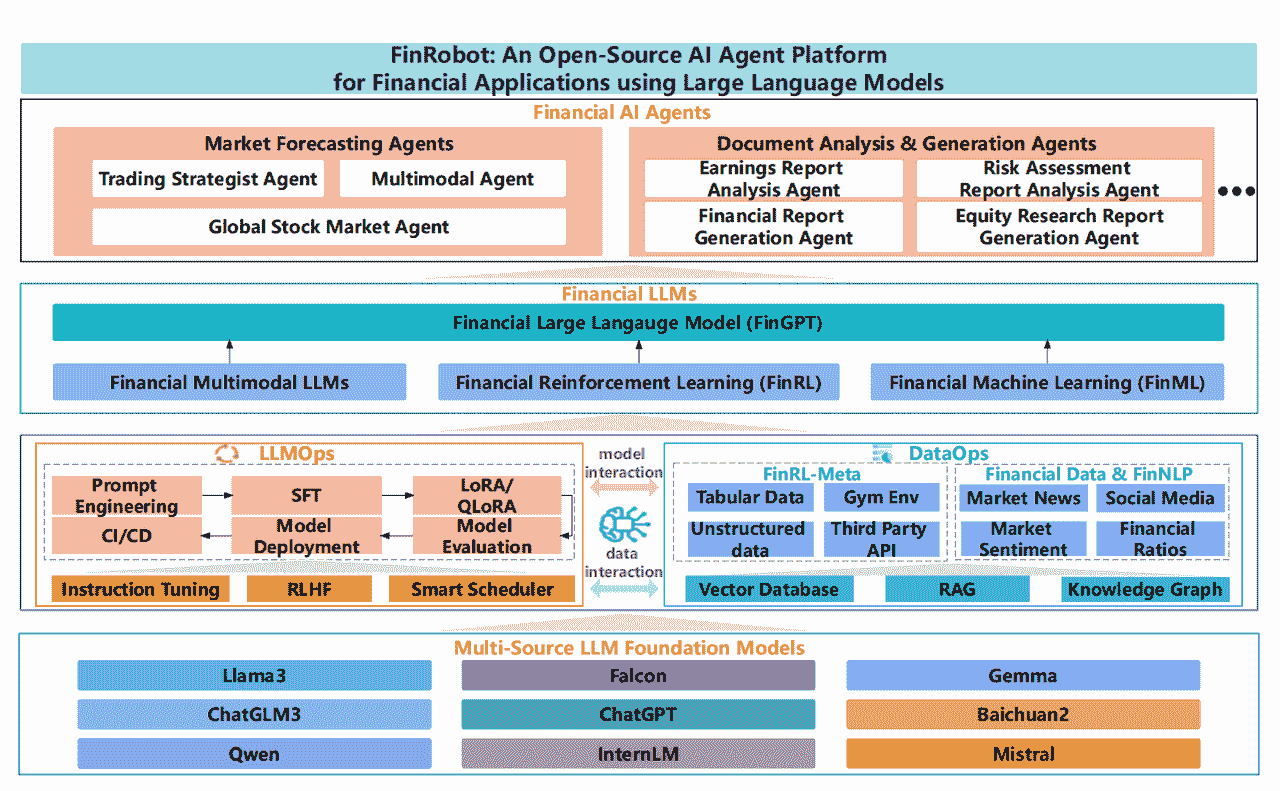 FinRobot: An Open-Source AI Agent Platform
for Financial Applications using Large Language Models
Financial AI Agents
Market Forecasting Agents
Trading Strategist Agent
Multimodal Agent
Global Stock Market Agent
Document Analysis & Generation Agents
Earnings Report
Analysis Agent
Risk Assessment
Report Analysis Agent
Financial Report
Generation Agent
Equity Research Report
Generation Agent
Financial LLMs
Financial Large Langauge Model (FinGPT)
Financial Multimodal LLMs
Financial Reinforcement Learning (FinRL)
Financial Machine Learning (FinML)
LLMOps
Prompt
Engineering
SFT
LoRA/
QLoRA
CI/CD
Model
Deployment
Model
Evaluation
Instruction Tuning
RLHF
Smart Scheduler
model
interaction
data
interaction
DataOps
FinRL-Meta
Tabular Data
Gym Env
Unstructured
data
Third Party
API
Financial Data & FinNLP
Market News
Social Media
Market
Sentiment
Financial
Ratios
Vector Database
RAG
Knowledge Graph
Multi-Source LLM Foundation Models
Llama3
Falcon
Gemma
ChatGLM3
ChatGPT
Baichuan2
Qwen
InternLM
Mistral